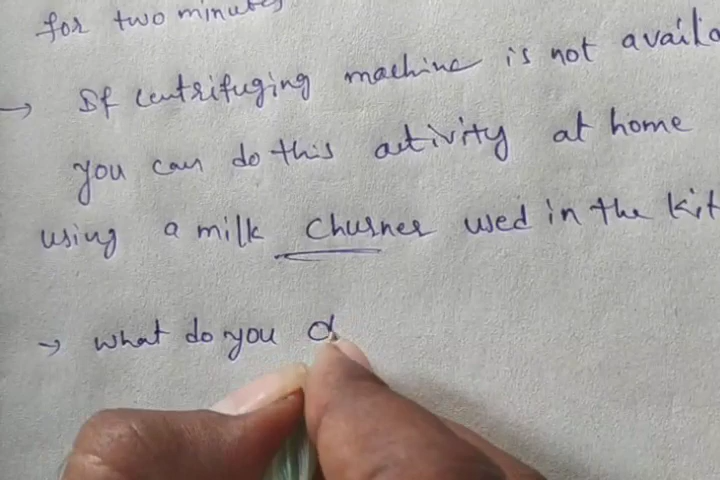 for two minutes
→ If centrifuging machine is not availa
you can do this activity at home
using a milk churner used in the kit
→ what do you